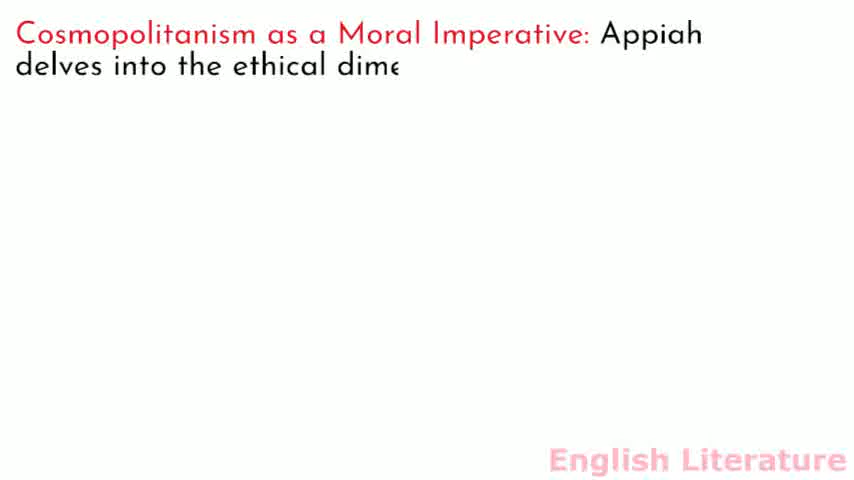 Cosmopolitanism as a Moral Imperative: Appiah
delves into the ethical dime
English Literature